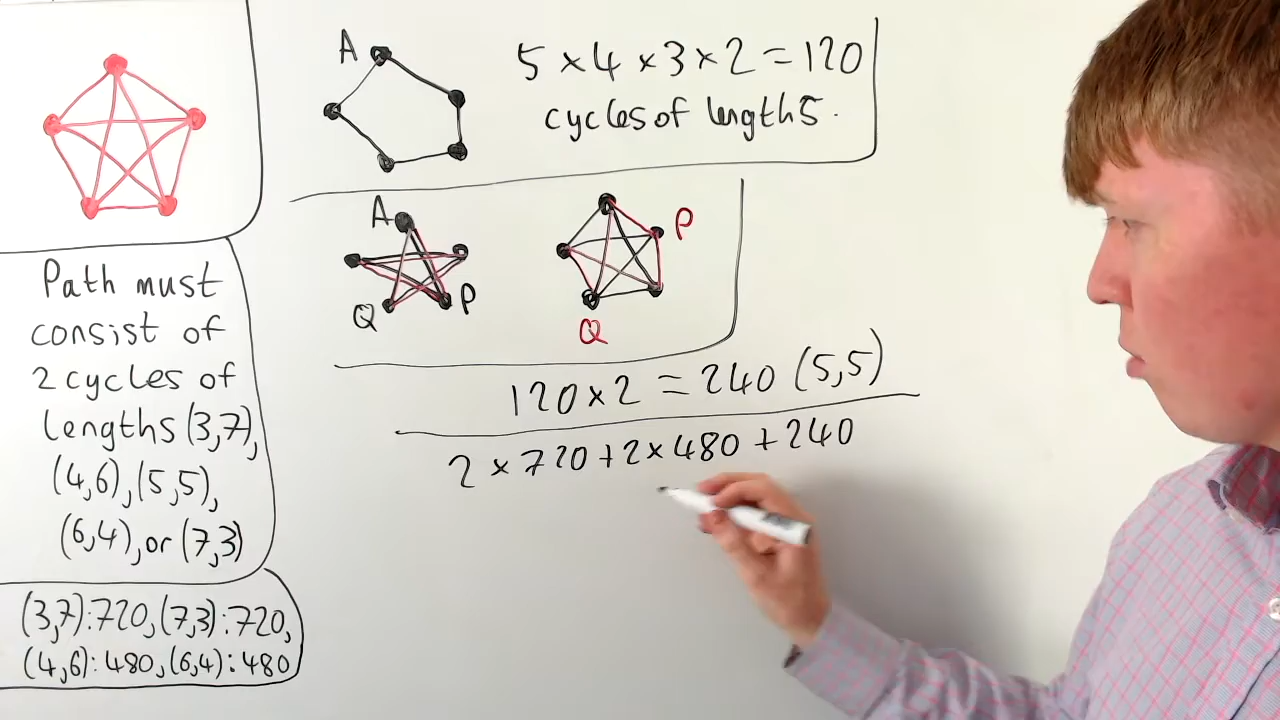 A
5 × 4 × 3 × 2 = 120
cycles of length 5.
A
Q
P
P
Q
Path must
consist of
2 cycles of
lengths (3,7),
(4,6), (5,5),
(6,4), or (7,3)
120 × 2 = 240 (5,5)
2 × 720 + 2 × 480 + 240
(3,7): 720, (7,3): 720,
(4,6): 480, (6,4): 480